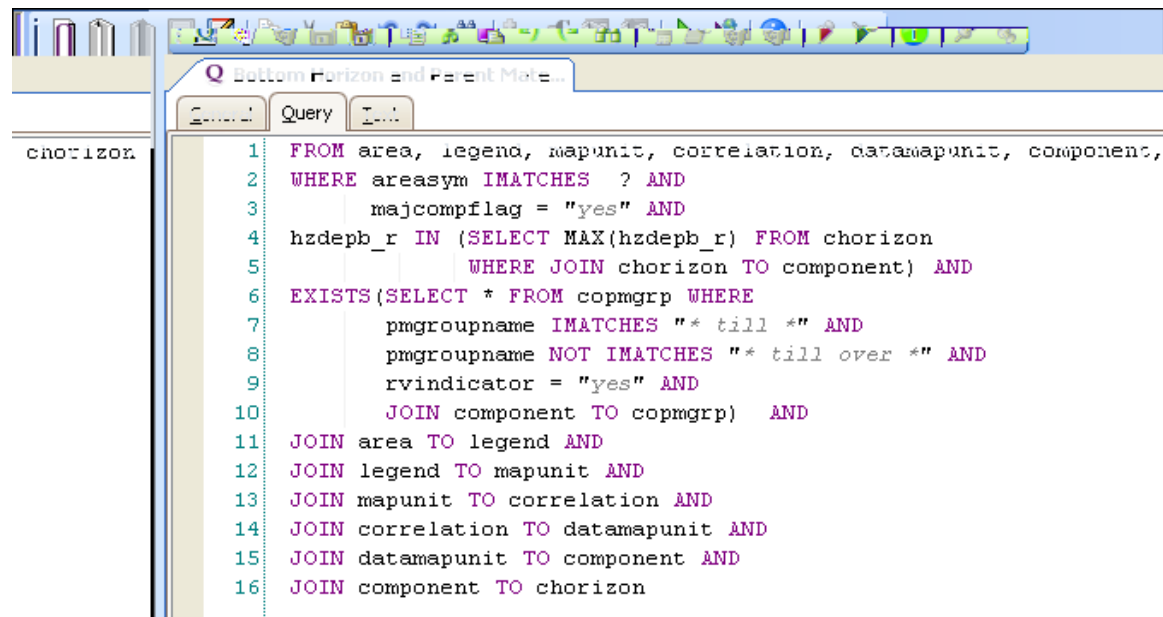 Q Bottom Horizon and Parent Mate...
Query
chorizon
1 FROM area, legend, mapunit, correlation, datamapunit, component,
2 WHERE areasym IMATCHES ? AND
3 majcompflag = "yes" AND
4 hzdepb_r IN (SELECT MAX(hzdepb_r) FROM chorizon
5 WHERE JOIN chorizon TO component) AND
6 EXISTS(SELECT * FROM copmgrp WHERE
7 pmgroupname IMATCHES "* till *" AND
8 pmgroupname NOT IMATCHES "* till over *" AND
9 rvindicator = "yes" AND
10 JOIN component TO copmgrp) AND
11 JOIN area TO legend AND
12 JOIN legend TO mapunit AND
13 JOIN mapunit TO correlation AND
14 JOIN correlation TO datamapunit AND
15 JOIN datamapunit TO component AND
16 JOIN component TO chorizon